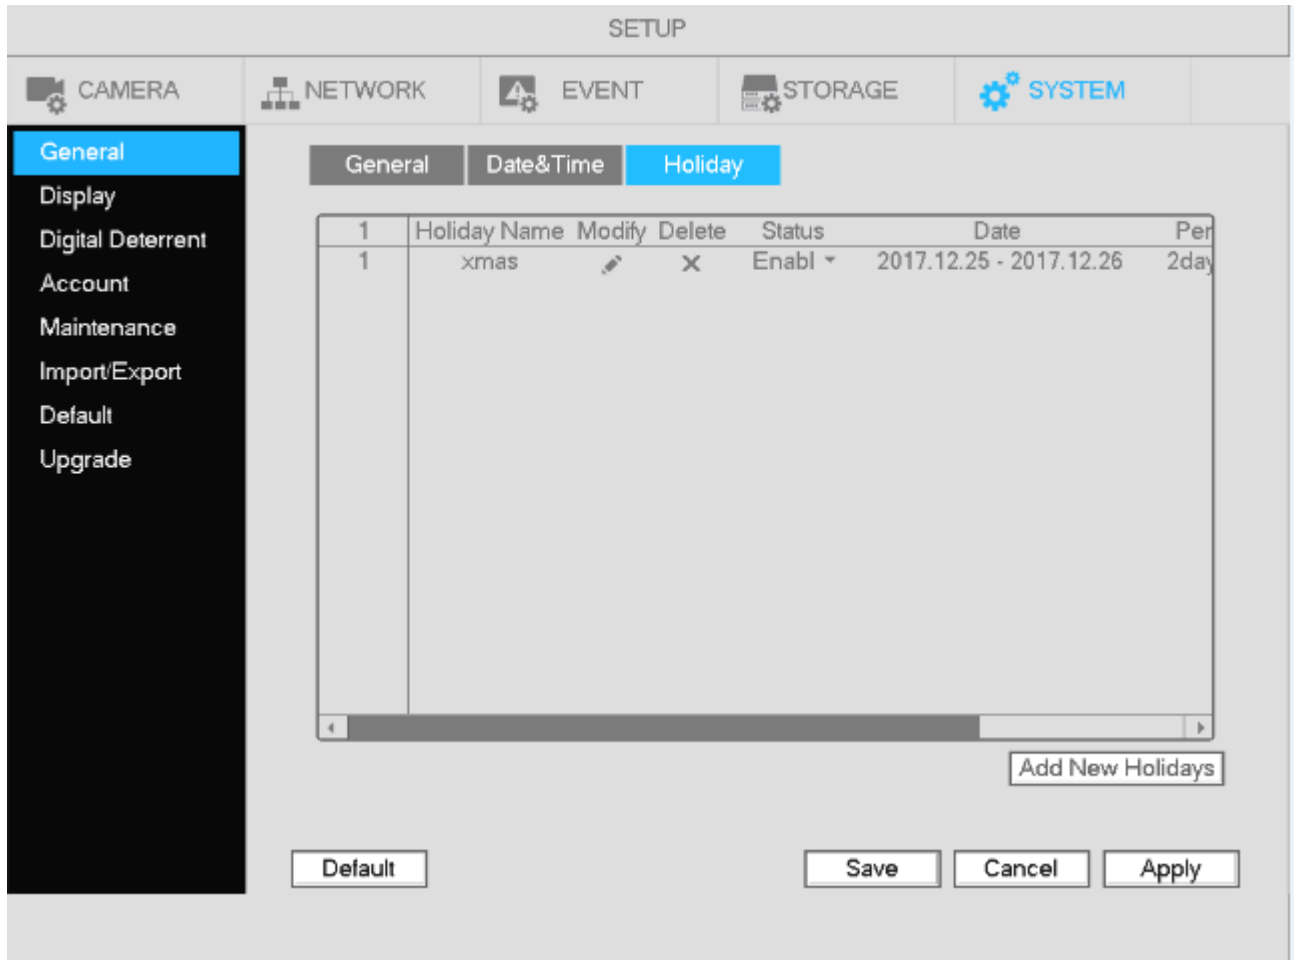 SETUP
CAMERA NETWORK EVENT STORAGE SYSTEM
General
Display
Digital Deterrent
Account
Maintenance
Import/Export
Default
Upgrade
General Date&Time Holiday
1 Holiday Name Modify Delete Status Date Per
1 xmas Enabl 2017.12.25 - 2017.12.26 2day
Add New Holidays
Default Save Cancel Apply